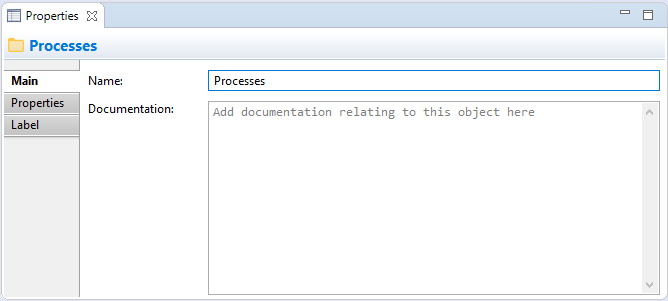 Properties
Processes
Main
Name:
Processes
Properties
Documentation:
Add documentation relating to this object here
Label